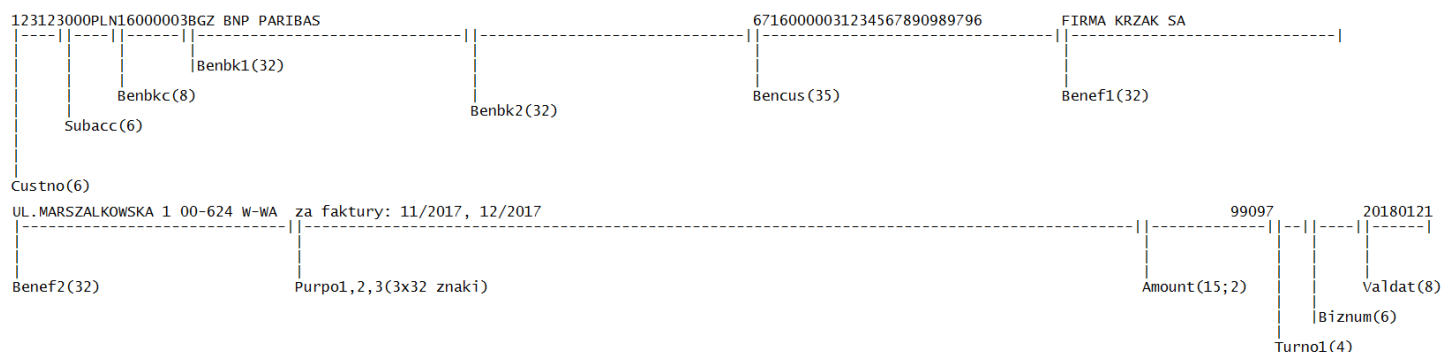 123123000PLN16000003BGZ BNP PARIBAS 67160000031234567890989796 FIRMA KRZAK SA
Benbk1(32)
Benbkc(8) Bencus(35) Benef1(32)
Benbk2(32)
Subacc(6)
Custno(6)
UL.MARSZALKOWSKA 1 00-624 W-WA za faktury: 11/2017, 12/2017 99097 20180121
Benef2(32) Purpo1,2,3(3x32 znaki) Amount(15;2) Valdat(8)
Biznum(6)
Turno1(4)